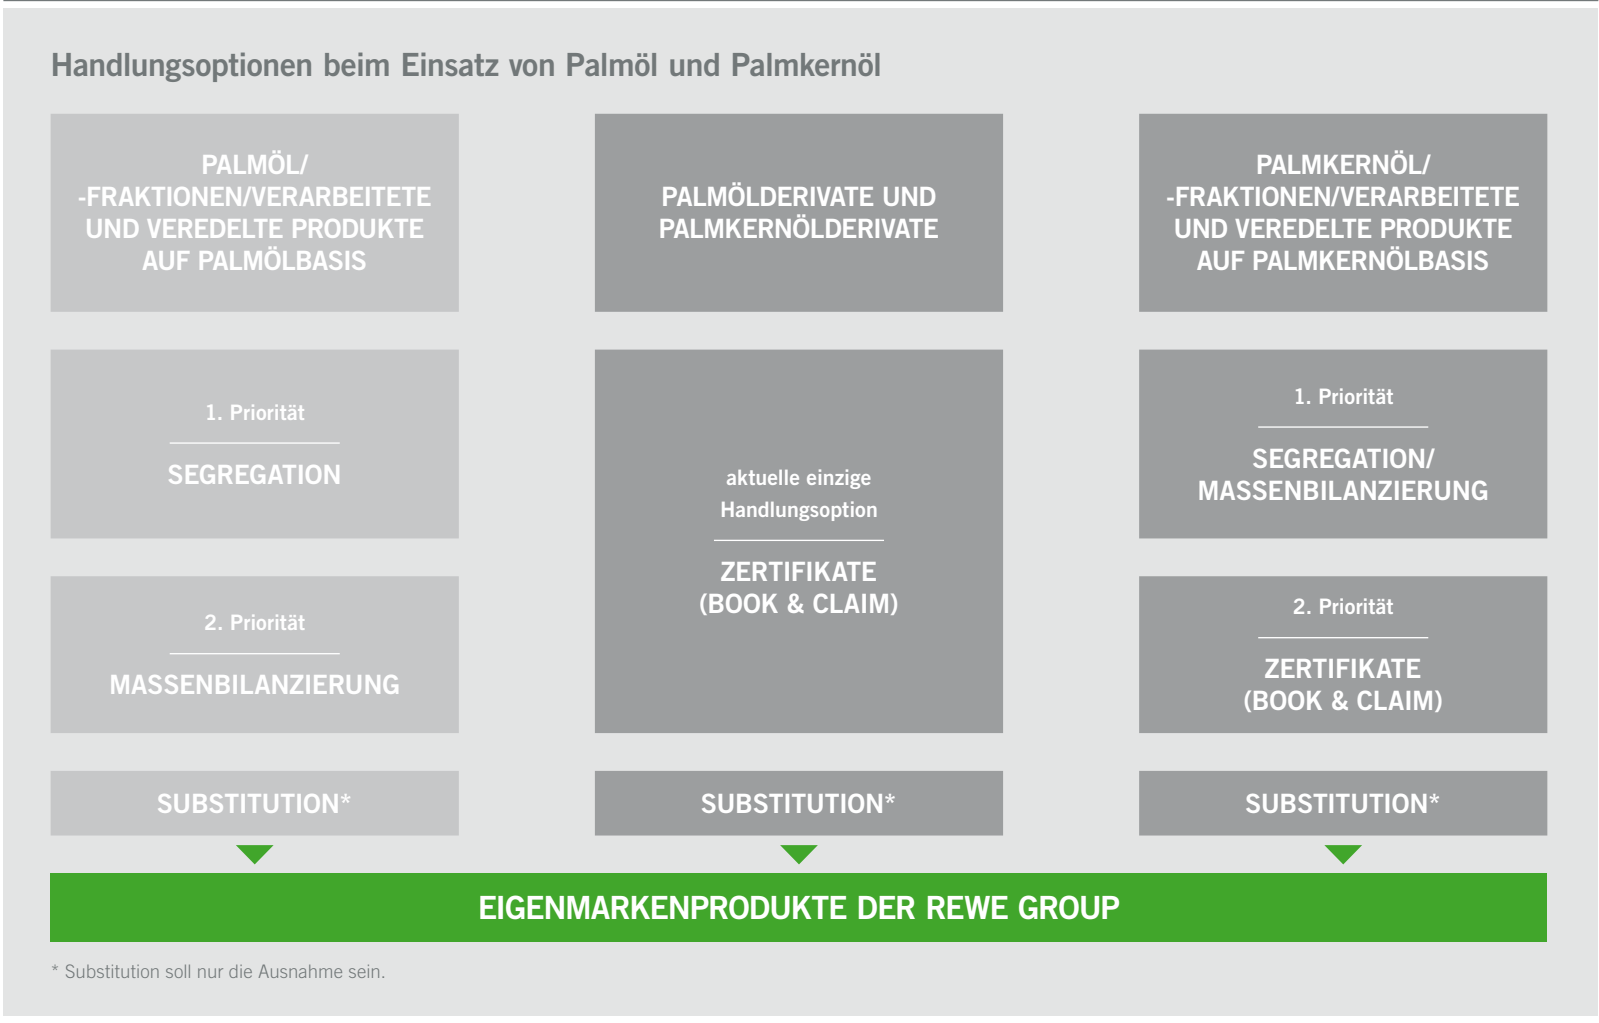 Handlungsoptionen beim Einsatz von Palmöl und Palmkernöl
PALMÖL/
-FRAKTIONEN/VERARBEITETE
UND VEREDELTE PRODUKTE
AUF PALMÖLBASIS
1. Priorität
SEGREGATION
2. Priorität
MASSENBILANZIERUNG
SUBSTITUTION*
PALMÖLDERIVATE UND
PALMKERNÖLDERIVATE
aktuelle einzige
Handlungsoption
ZERTIFIKATE
(BOOK & CLAIM)
SUBSTITUTION*
PALMKERNÖL/
-FRAKTIONEN/VERARBEITETE
UND VEREDELTE PRODUKTE
AUF PALMKERNÖLBASIS
1. Priorität
SEGREGATION/
MASSENBILANZIERUNG
2. Priorität
ZERTIFIKATE
(BOOK & CLAIM)
SUBSTITUTION*
EIGENMARKENPRODUKTE DER REWE GROUP
* Substitution soll nur die Ausnahme sein.